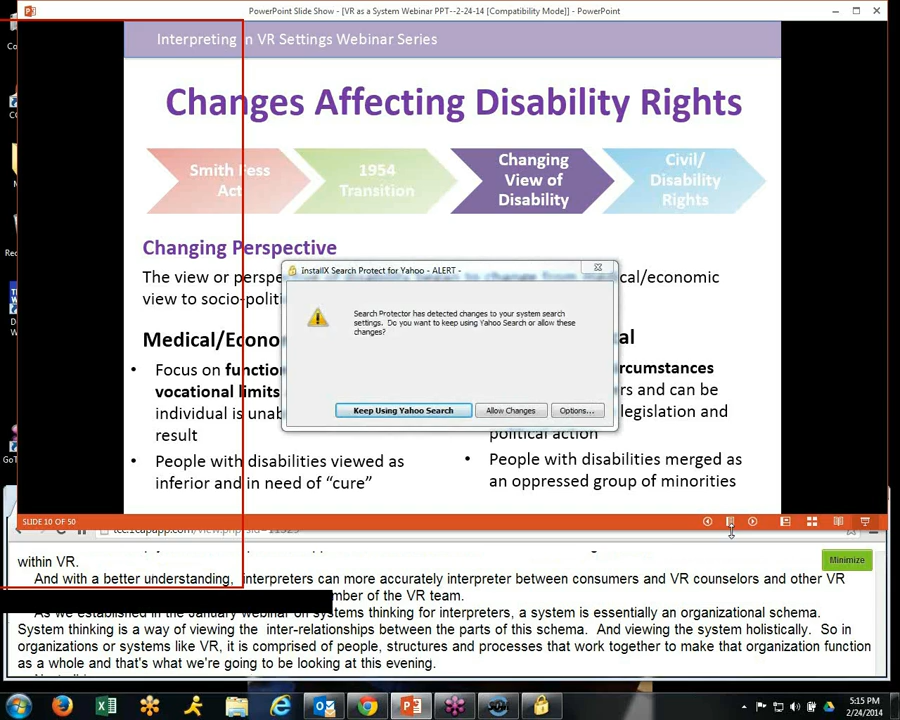 PowerPoint Slide Show - [VR as a System Webinar PPT--2-24-14 [Compatibility Mode]] - PowerPoint
Interpreting in VR Settings Webinar Series
Changes Affecting Disability Rights
Smith Fess
Act
1954
Transition
Changing
View of
Disability
Civil/
Disability
Rights
Changing Perspective
The view or persp
cal/economic
view to socio-polit
InstallX Search Protect for Yahoo - ALERT -
Search Protector has detected changes to your system search
settings. Do you want to keep using Yahoo Search or allow these
changes?
Keep Using Yahoo Search
Allow Changes
Options...
Medical/Econo
• Focus on function
vocational limits
individual is unab
result
• People with disabilities viewed as
inferior and in need of “cure”
al
rcumstances
rs and can be
legislation and
political action
• People with disabilities merged as
an oppressed group of minorities
SLIDE 10 OF 50
Minimize
within VR.
And with a better understanding, interpreters can more accurately interpreter between consumers and VR counselors and other VR
mber of the VR team.
As we established in the January webinar on systems thinking for interpreters, a system is essentially an organizational schema.
System thinking is a way of viewing the inter-relationships between the parts of this schema. And viewing the system holistically. So in
organizations or systems like VR, it is comprised of people, structures and processes that work together to make that organization function
as a whole and that's what we're going to be looking at this evening.
5:15 PM
2/24/2014